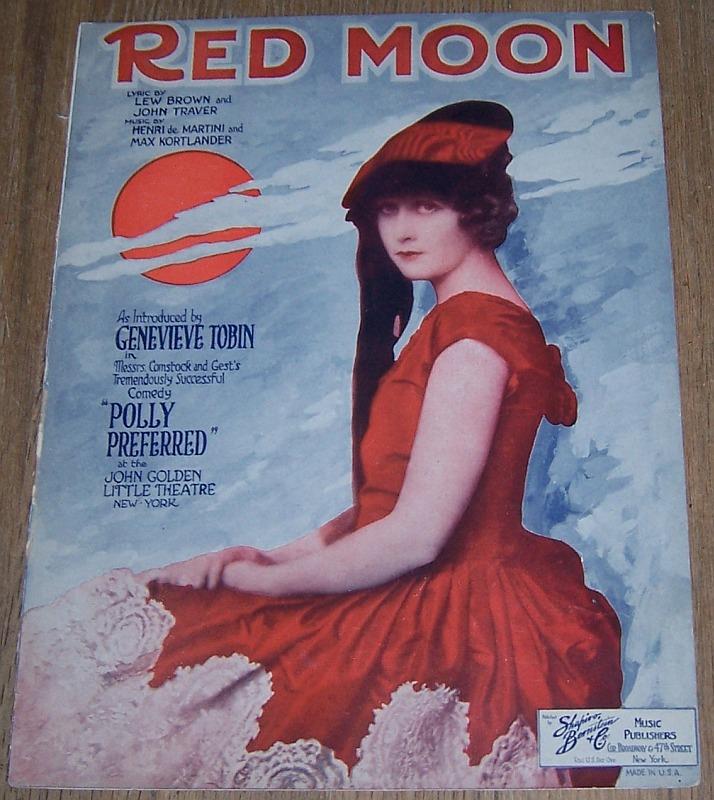 RED MOON
LYRIC BY
LEW BROWN and
JOHN TRAVER
MUSIC BY
HENRI de MARTINI and
MAX KORTLANDER
As Introduced by
GENEVIEVE TOBIN
in
Messrs. Comstock and Gest's
Tremendously Successful
Comedy
"POLLY
PREFERRED"
at the
JOHN GOLDEN
LITTLE THEATRE
NEW-YORK
Published by
Shapiro,
Bernstein
& Co.
MUSIC
PUBLISHERS
COR. BROADWAY & 47th STREET
New York
MADE IN U.S.A.